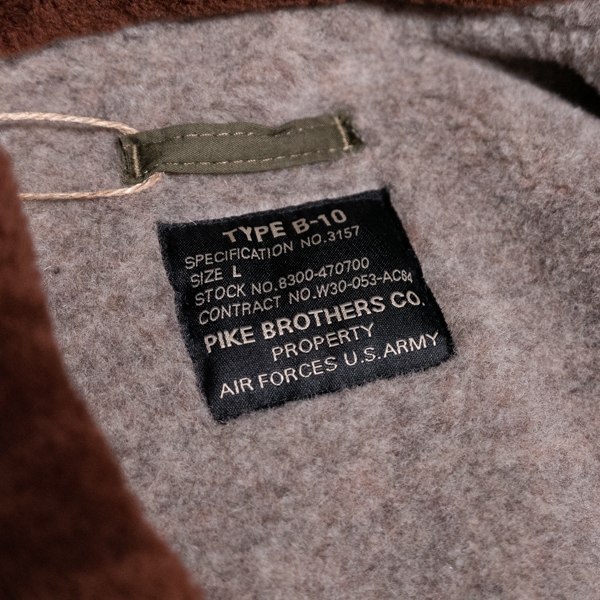 TYPE B-10
SPECIFICATION NO.3157
SIZE L
STOCK NO.8300-470700
CONTRACT NO.W30-053-AC84
PIKE BROTHERS CO.
PROPERTY
AIR FORCES U.S.ARMY